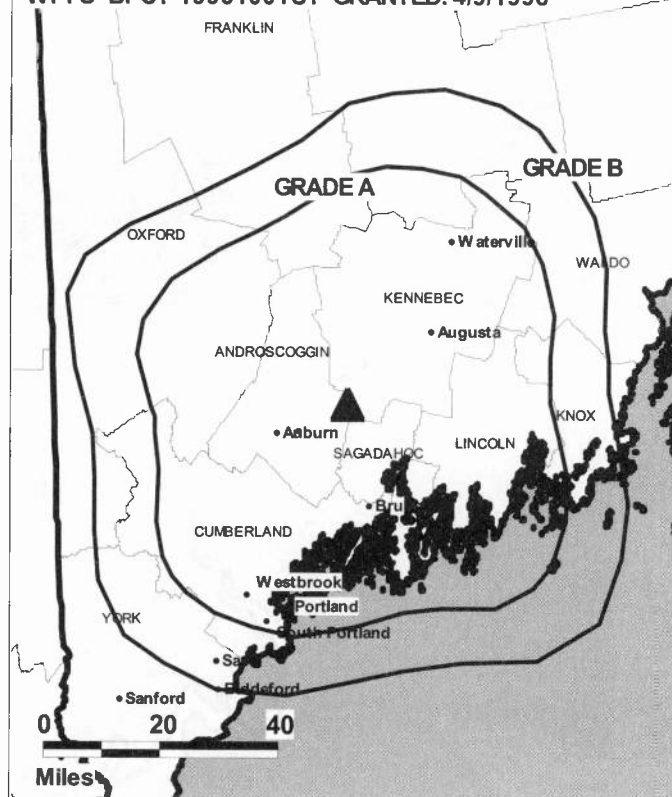 FRANKLIN
GRADE B
GRADE A
OXFORD
Waterville
WALDO
KENNEBEC
Augusta
ANDROSCOGGIN
KNOX
Auburn
LINCOLN
SAGADAHOC
CUMBERLAND
Westbrook
Portland
YORK
South Portland
Biddeford
Sanford
0 20 40
Miles